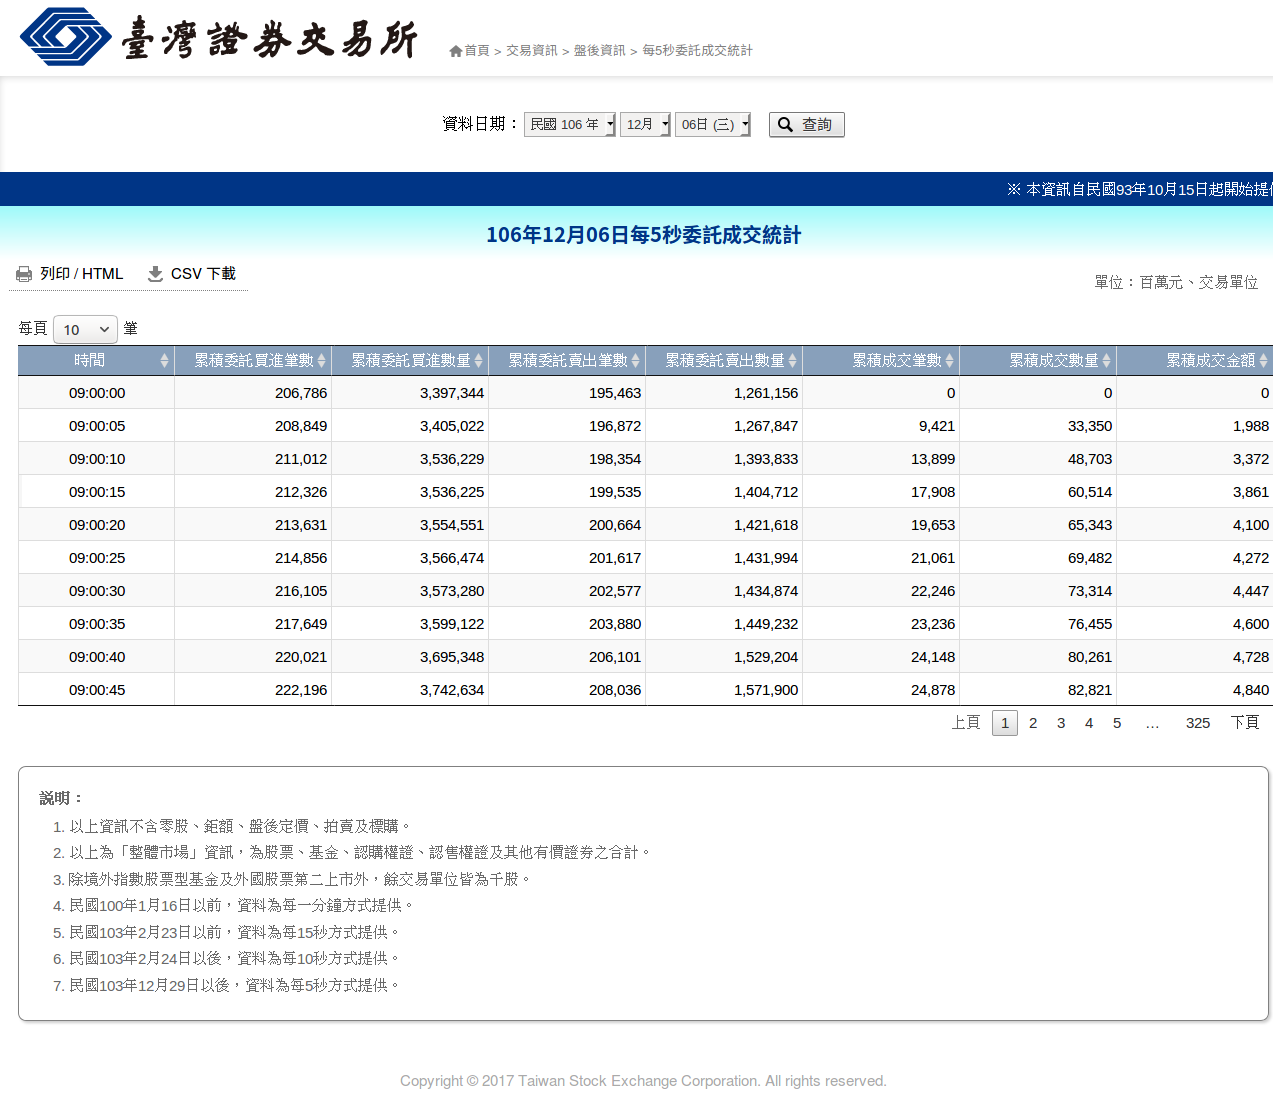 臺灣證券交易所
首頁 > 交易資訊 > 盤後資訊 > 每5秒委託成交統計
資料日期： 民國 106 年 12月 06日 (三) 查詢
※ 本資訊自民國93年10月15日起開始提
106年12月06日每5秒委託成交統計
列印 / HTML CSV 下載
單位：百萬元、交易單位
每頁 10 筆
時間 累積委託買進筆數 累積委託買進數量 累積委託賣出筆數 累積委託賣出數量 累積成交筆數 累積成交數量 累積成交金額
09:00:00 206,786 3,397,344 195,463 1,261,156 0 0 0
09:00:05 208,849 3,405,022 196,872 1,267,847 9,421 33,350 1,988
09:00:10 211,012 3,536,229 198,354 1,393,833 13,899 48,703 3,372
09:00:15 212,326 3,536,225 199,535 1,404,712 17,908 60,514 3,861
09:00:20 213,631 3,554,551 200,664 1,421,618 19,653 65,343 4,100
09:00:25 214,856 3,566,474 201,617 1,431,994 21,061 69,482 4,272
09:00:30 216,105 3,573,280 202,577 1,434,874 22,246 73,314 4,447
09:00:35 217,649 3,599,122 203,880 1,449,232 23,236 76,455 4,600
09:00:40 220,021 3,695,348 206,101 1,529,204 24,148 80,261 4,728
09:00:45 222,196 3,742,634 208,036 1,571,900 24,878 82,821 4,840
上頁 1 2 3 4 5 … 325 下頁
說明：
1. 以上資訊不含零股、鉅額、盤後定價、拍賣及標購。
2. 以上為「整體市場」資訊，為股票、基金、認購權證、認售權證及其他有價證券之合計。
3. 除境外指數股票型基金及外國股票第二上市外，餘交易單位皆為千股。
4. 民國100年1月16日以前，資料為每一分鐘方式提供。
5. 民國103年2月23日以前，資料為每15秒方式提供。
6. 民國103年2月24日以後，資料為每10秒方式提供。
7. 民國103年12月29日以後，資料為每5秒方式提供。
Copyright © 2017 Taiwan Stock Exchange Corporation. All rights reserved.